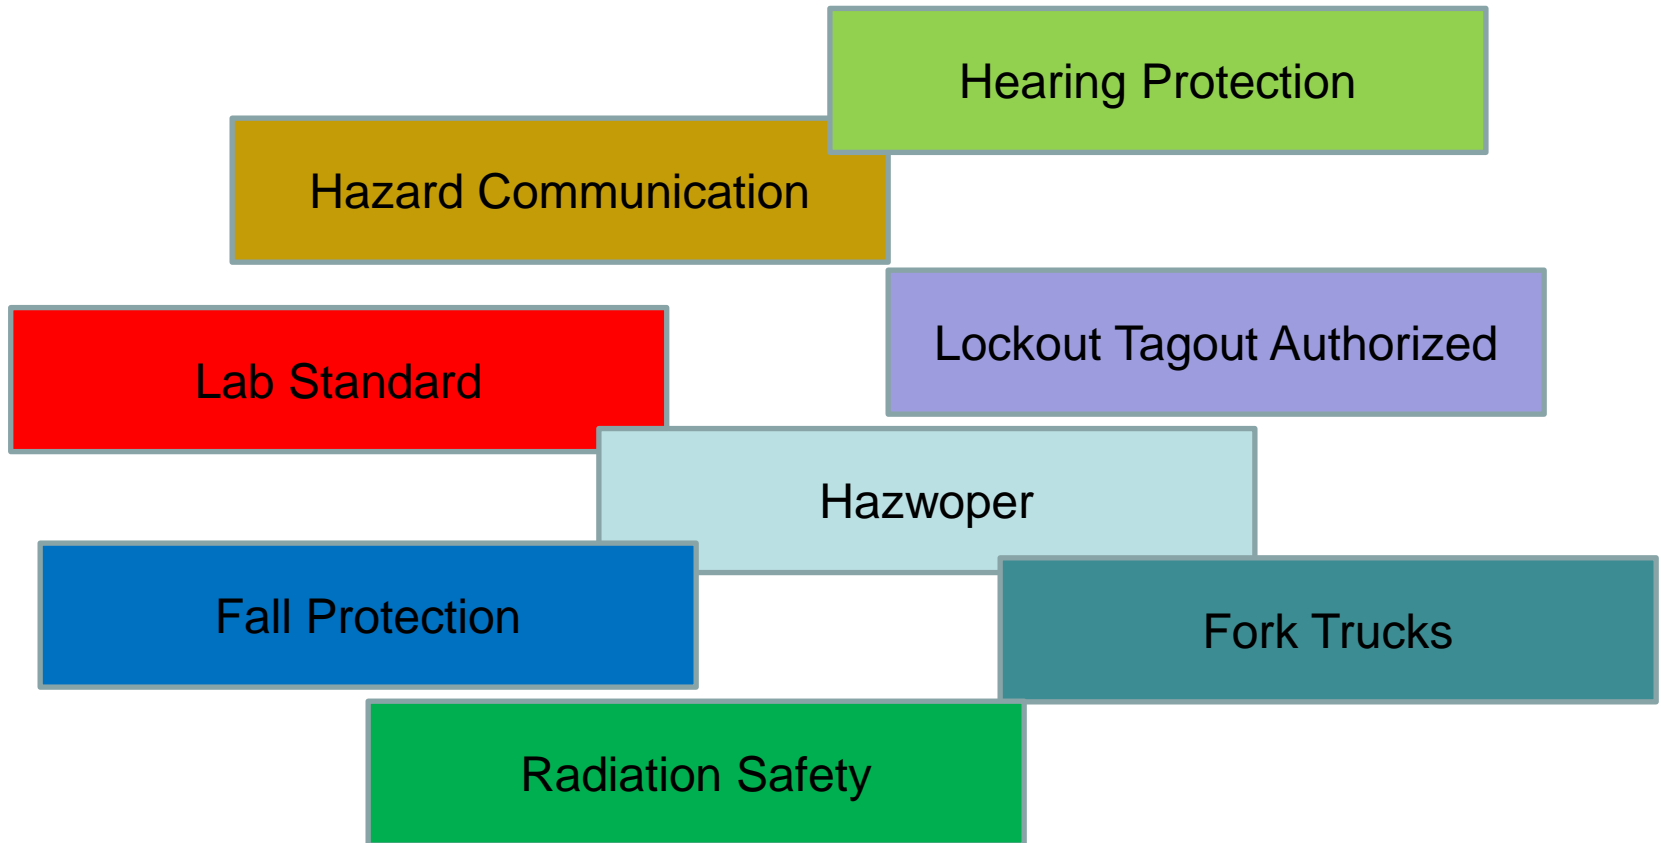 Hearing Protection
Hazard Communication
Lockout Tagout Authorized
Lab Standard
Hazwoper
Fall Protection
Fork Trucks
Radiation Safety